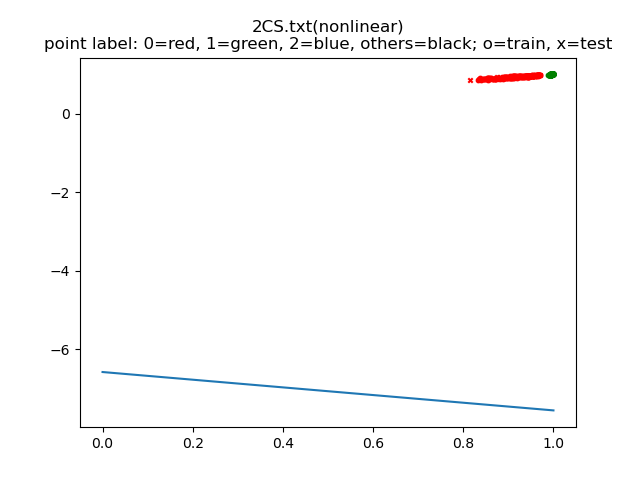 2CS.txt(nonlinear)
point label: 0=red, 1=green, 2=blue, others=black; o=train, x=test
0
−2
−4
−6
0.0 0.2 0.4 0.6 0.8 1.0